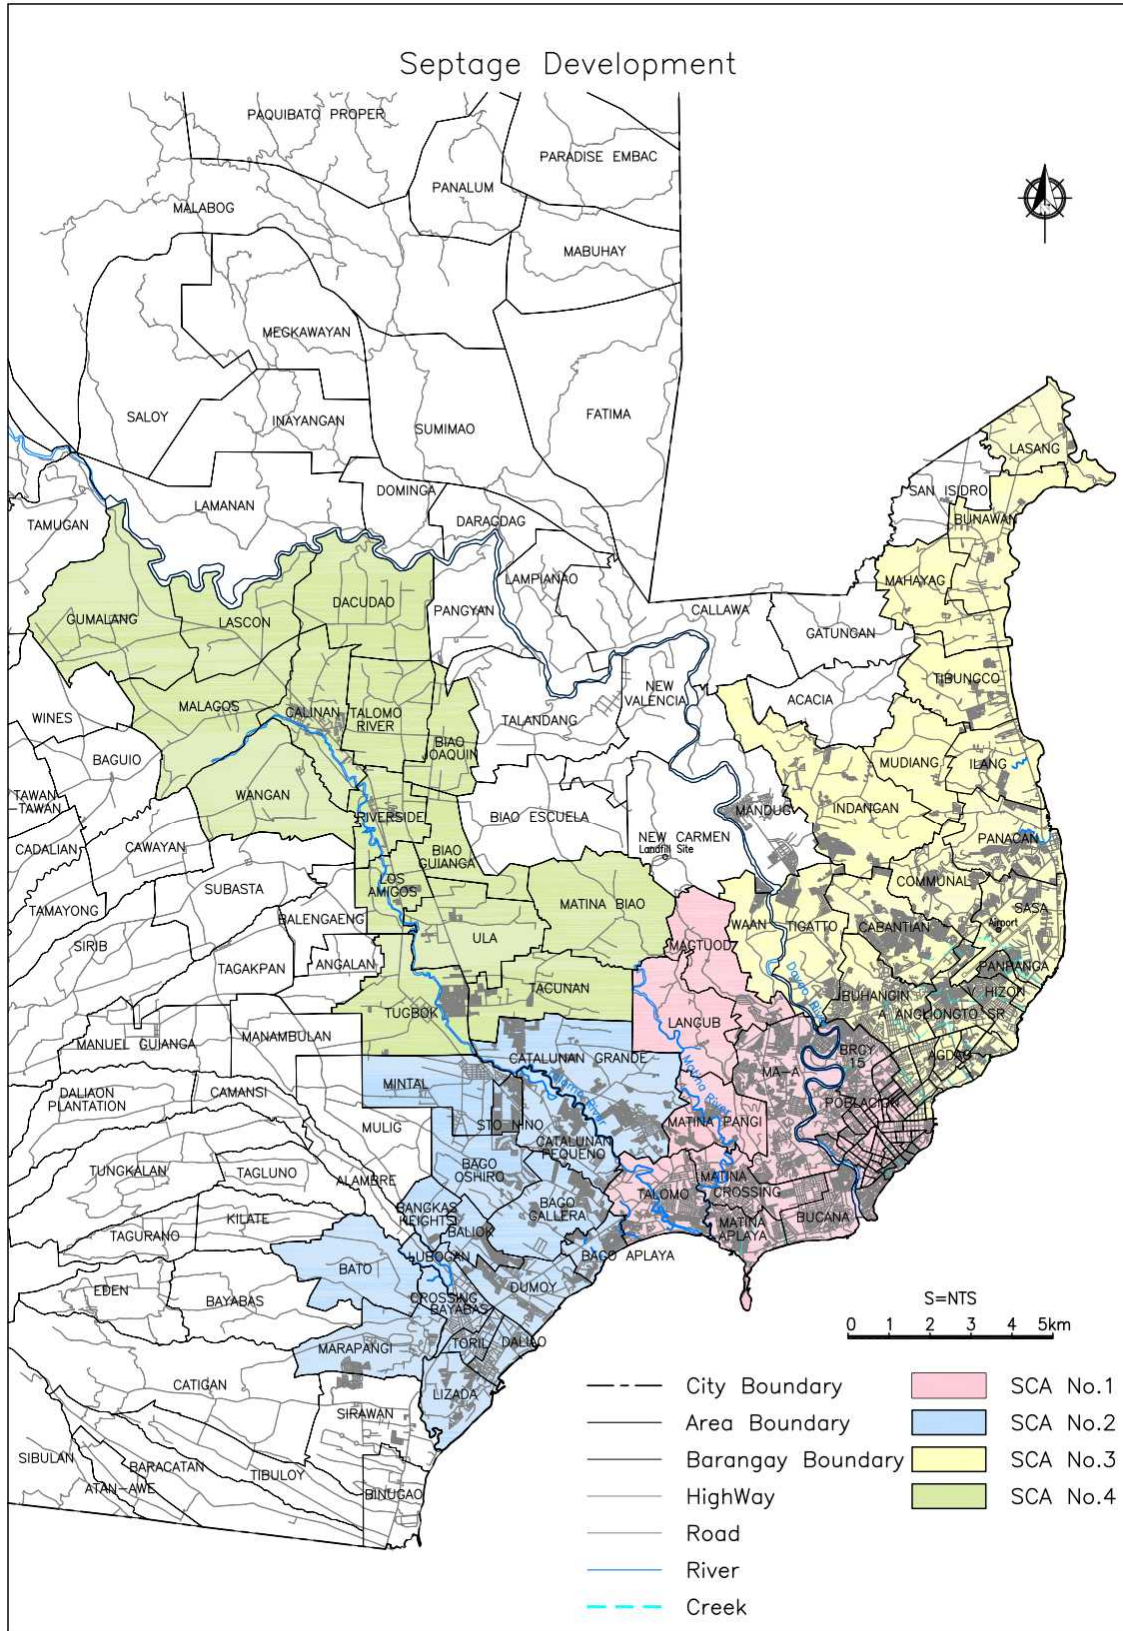 Septage Development
PAQUIBATO PROPER
PARADISE EMBAC
PANALUM
MALABOG
MABUHAY
MEGKAWAYAN
SALOY
INAYANGAN
SUMIMAO
FATIMA
LASANG
SAN ISIDRO
BUNAWAN
DOMINGA
LAMANAN
DARAGDAG
TAMUGAN
LAMPIANAO
MAHAYAG
DACUDAO
PANGYAN
CALLAWA
GUMALANG
LASCON
GATUNGAN
TIBUNGCO
NEW
VALENCIA
ACACIA
MALAGOS
CALINAN
TALOMO
RIVER
TALANDANG
WINES
BIAO
JOAQUIN
BAGUIO
MUDIANG
ILANG
WANGAN
TAWAN
-TAWAN
RIVERSIDE
BIAO ESCUELA
MANDUG
INDANGAN
NEW CARMEN
Landfill Site
PANACAN
CADALIAN
CAWAYAN
BIAO
GUIANGA
COMMUNAL
SUBASTA
LOS
AMIGOS
MATINA BIAO
SASA
TAMAYONG
BALENGAENG
WAAN
TIGATTO
CABANTIAN
Airport
SIRIB
ULA
MAGTUOD
TAGAKPAN
ANGALAN
PANPANGA
Davao River
TACUNAN
BUHANGIN
V HIZON
TUGBOK
A ANGLIONGTO SR
LANGUB
MANUEL GUIANGA
MANAMBULAN
CATALUNAN GRANDE
BRGY
15
AGDAO
MA-A
MINTAL
Matina River
DALIAON
PLANTATION
CAMANSI
POBLACION
MULIG
STO NINO
CATALUNAN
PEQUENO
MATINA PANGI
TUNGKALAN
TAGLUNO
ALAMBRE
BAGO
OSHIRO
MATINA
CROSSING
TALOMO
BANGKAS
HEIGHTS
BAGO
GALLERA
KILATE
BUCANA
TAGURANO
BALIOK
MATINA
APLAYA
LUBOGAN
BAGO APLAYA
BATO
EDEN
BAYABAS
DUMOY
CROSSING
BAYABAS
MARAPANGI
TORIL
DALIAO
CATIGAN
LIZADA
SIRAWAN
SIBULAN
BARACATAN
TIBULOY
ATAN-AWE
BINUGAO
S=NTS
0 1 2 3 4 5km
City Boundary
Area Boundary
Barangay Boundary
HighWay
Road
River
Creek
SCA No.1
SCA No.2
SCA No.3
SCA No.4